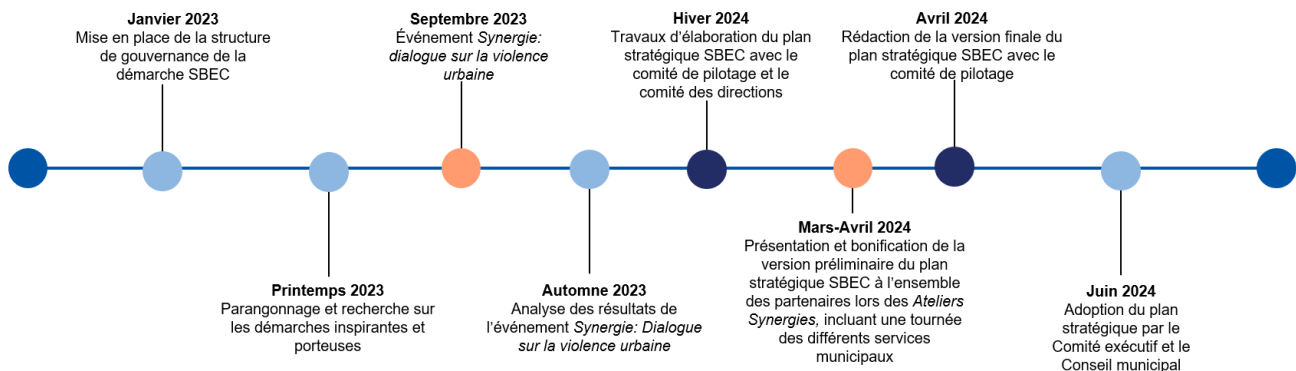 Janvier 2023
Mise en place de la structure
de gouvernance de la
démarche SBEC
Printemps 2023
Parangonnage et recherche sur
les démarches inspirantes et
porteuses
Septembre 2023
Événement Synergie:
dialogue sur la violence
urbaine
Automne 2023
Analyse des résultats de
l'événement Synergie: Dialogue
sur la violence urbaine
Hiver 2024
Travaux d'élaboration du plan
stratégique SBEC avec le
comité de pilotage et le
comité des directions
Mars-Avril 2024
Présentation et bonification de la
version préliminaire du plan
stratégique SBEC à l'ensemble
des partenaires lors des Ateliers
Synergies, incluant une tournée
des différents services
municipaux
Avril 2024
Rédaction de la version finale du
plan stratégique SBEC avec le
comité de pilotage
Juin 2024
Adoption du plan
stratégique par le
Comité exécutif et le
Conseil municipal